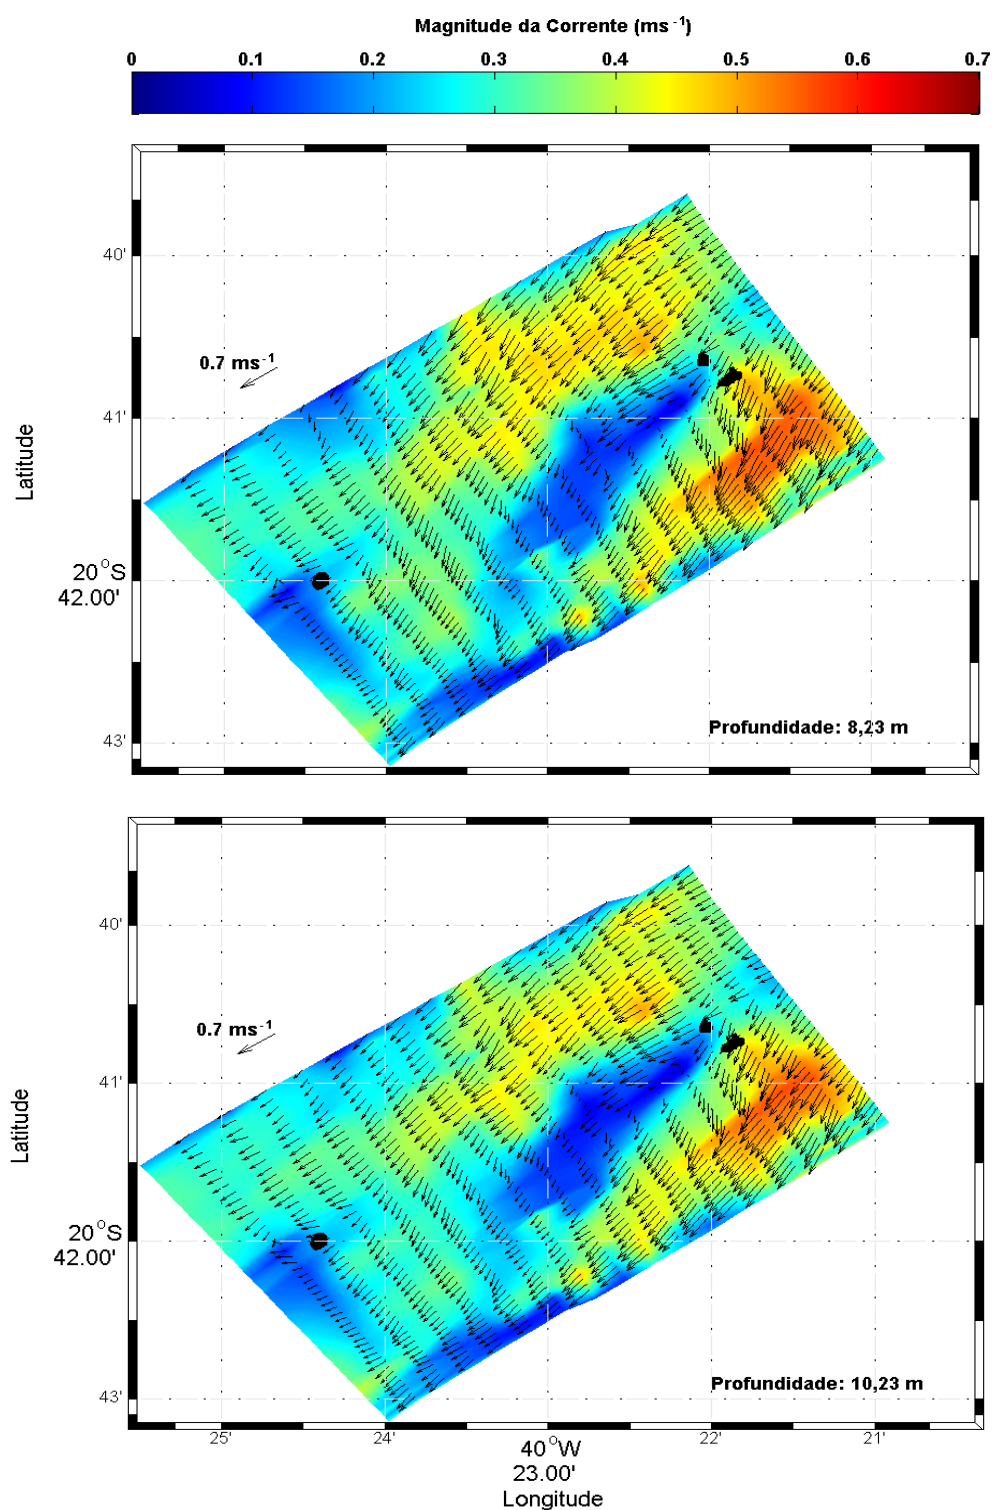 Magnitude da Corrente (ms⁻¹)
0 0.1 0.2 0.3 0.4 0.5 0.6 0.7
40'
0.7 ms⁻¹
41'
Latitude
20°S
42.00'
Profundidade: 8,23 m
43'
40'
0.7 ms⁻¹
41'
Latitude
20°S
42.00'
Profundidade: 10,23 m
43'
25' 24' 40°W 22' 21'
23.00'
Longitude